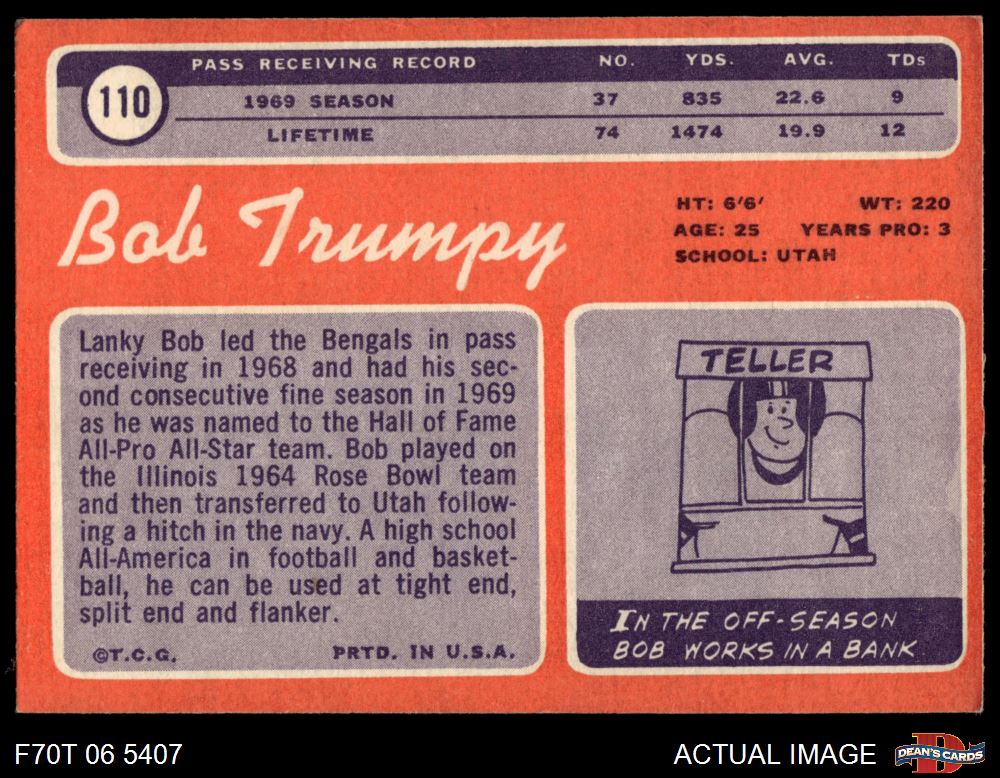 PASS RECEIVING RECORD NO. YDS. AVG. TDs
110
1969 SEASON 37 835 22.6 9
LIFETIME 74 1474 19.9 12
Bob Trumpy
HT: 6'6' WT: 220
AGE: 25 YEARS PRO: 3
SCHOOL: UTAH
Lanky Bob led the Bengals in pass
receiving in 1968 and had his sec-
ond consecutive fine season in 1969
as he was named to the Hall of Fame
All-Pro All-Star team. Bob played on
the Illinois 1964 Rose Bowl team
and then transferred to Utah follow-
ing a hitch in the navy. A high school
All-America in football and basket-
ball, he can be used at tight end,
split end and flanker.
©T.C.G. PRTD. IN U.S.A.
TELLER
IN THE OFF-SEASON
BOB WORKS IN A BANK
F70T 06 5407 ACTUAL IMAGE DEAN'S CARDS